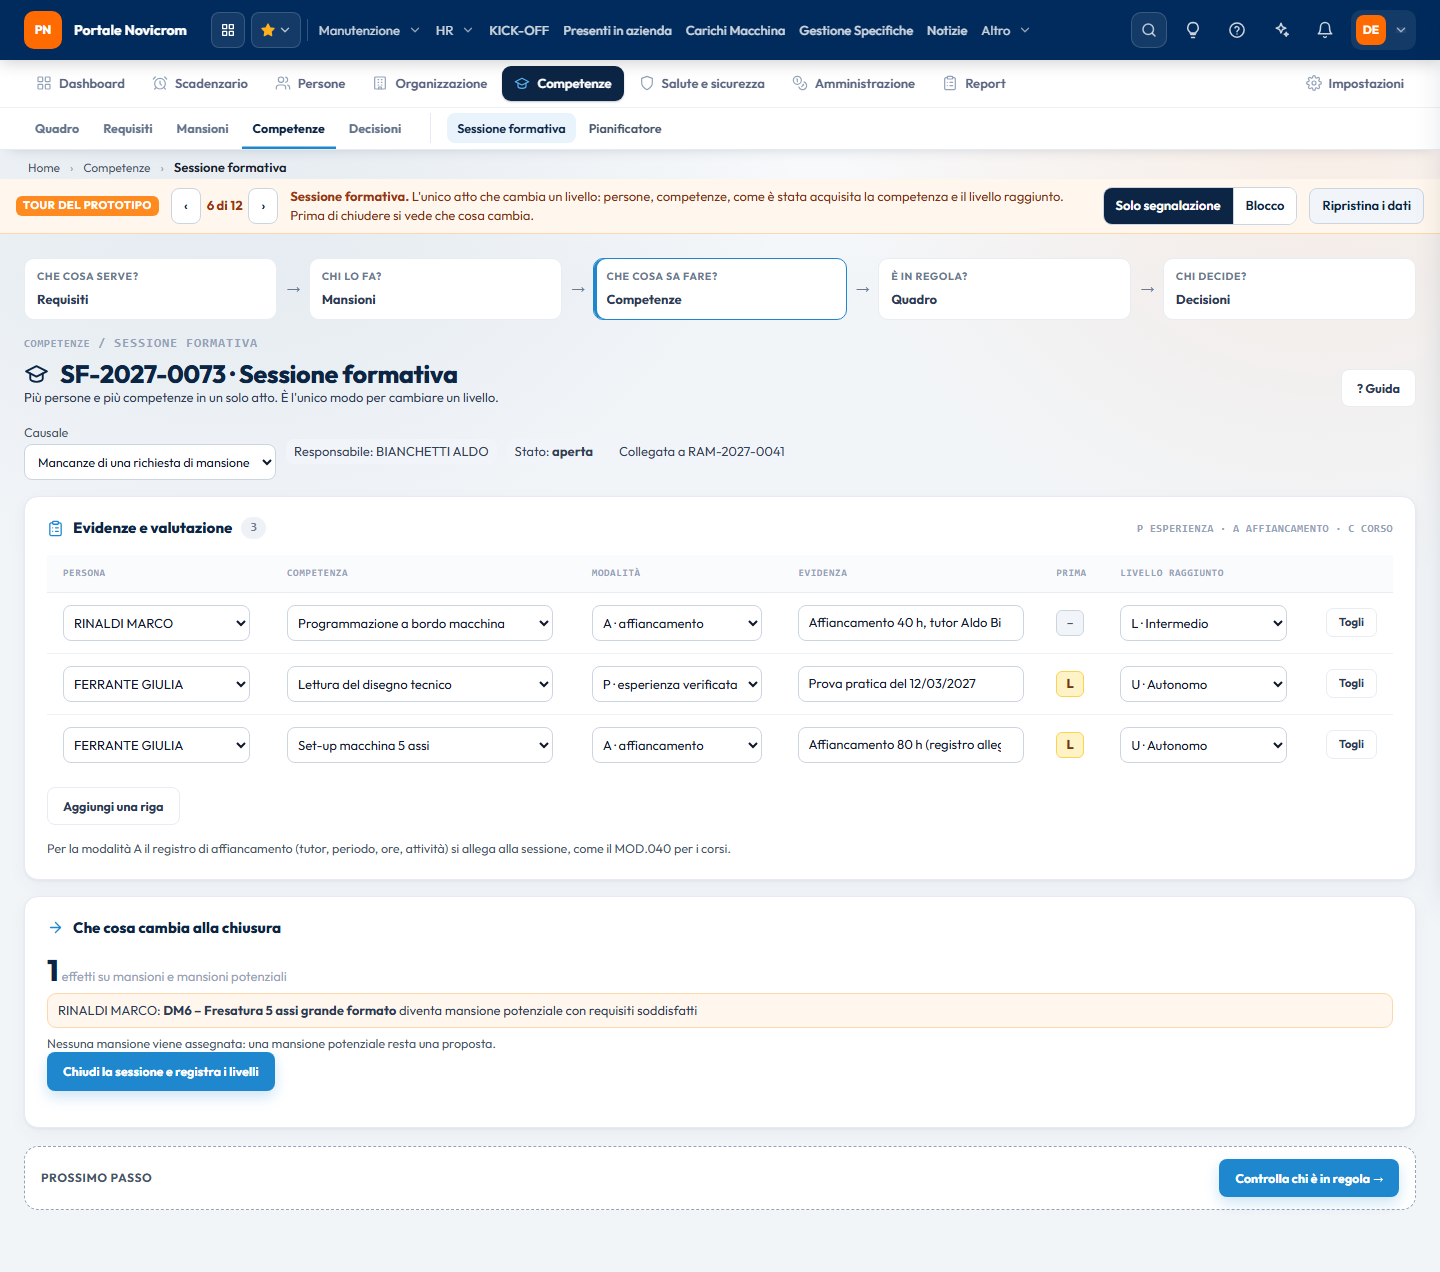 PN Portale Novicrom Manutenzione HR KICK-OFF Presenti in azienda Carichi Macchina Gestione Specifiche Notizie Altro DE
Dashboard Scadenzario Persone Organizzazione Competenze Salute e sicurezza Amministrazione Report Impostazioni
Quadro Requisiti Mansioni Competenze Decisioni Sessione formativa Pianificatore
Home › Competenze › Sessione formativa
TOUR DEL PROTOTIPO ‹ 6 di 12 › Sessione formativa. L'unico atto che cambia un livello: persone, competenze, come è stata acquisita la competenza e il livello raggiunto.
Prima di chiudere si vede che cosa cambia.
Solo segnalazione Blocco Ripristina i dati
CHE COSA SERVE?
Requisiti
→
CHI LO FA?
Mansioni
→
CHE COSA SA FARE?
Competenze
→
È IN REGOLA?
Quadro
→
CHI DECIDE?
Decisioni
COMPETENZE / SESSIONE FORMATIVA
SF-2027-0073 · Sessione formativa
Più persone e più competenze in un solo atto. È l'unico modo per cambiare un livello.
? Guida
Causale
Mancanze di una richiesta di mansione Responsabile: BIANCHETTI ALDO Stato: aperta Collegata a RAM-2027-0041
Evidenze e valutazione 3 P ESPERIENZA · A AFFIANCAMENTO · C CORSO
PERSONA COMPETENZA MODALITÀ EVIDENZA PRIMA LIVELLO RAGGIUNTO
RINALDI MARCO Programmazione a bordo macchina A · affiancamento Affiancamento 40 h, tutor Aldo Bi – L · Intermedio Togli
FERRANTE GIULIA Lettura del disegno tecnico P · esperienza verificata Prova pratica del 12/03/2027 L U · Autonomo Togli
FERRANTE GIULIA Set-up macchina 5 assi A · affiancamento Affiancamento 80 h (registro alleg L U · Autonomo Togli
Aggiungi una riga
Per la modalità A il registro di affiancamento (tutor, periodo, ore, attività) si allega alla sessione, come il MOD.040 per i corsi.
Che cosa cambia alla chiusura
1 effetti su mansioni e mansioni potenziali
RINALDI MARCO: DM6 – Fresatura 5 assi grande formato diventa mansione potenziale con requisiti soddisfatti
Nessuna mansione viene assegnata: una mansione potenziale resta una proposta.
Chiudi la sessione e registra i livelli
PROSSIMO PASSO Controlla chi è in regola →